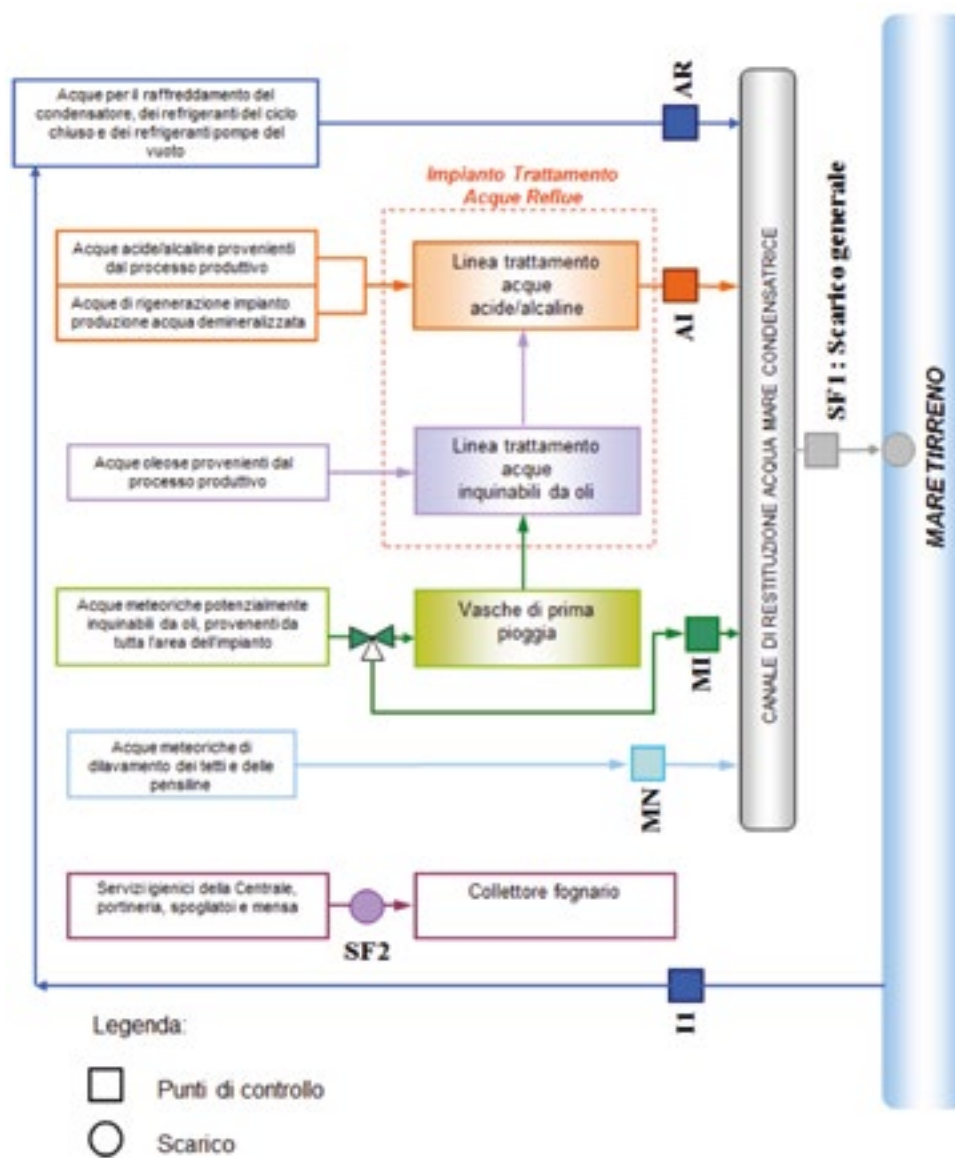 Acque per il raffreddamento del
condensatore, dei refrigeranti del ciclo
chiuso e dei refrigeranti pompe del
vuoto
AR
Impianto Trattamento
Acque Reflue
Acque acide/alcaline provenienti
dal processo produttivo
Acque di rigenerazione impianto
produzione acqua demineralizzata
Linea trattamento
acque
acide/alcaline
AI
Acque oleose provenienti dal
processo produttivo
Linea trattamento
acque
inquinabili da oli
Acque meteoriche potenzialmente
inquinabili da oli, provenenti da
tutta l'area dell'impianto
Vasche di prima
pioggia
MI
Acque meteoriche di
dilavamento dei tetti e delle
pensiline
MN
Servizi igienici della Centrale,
portineria, spogliatoi e mensa
SF2
Collettore fognario
I1
CANALE DI RESTITUZIONE ACQUA MARE CONDENSATRICE
SF1 : Scarico generale
MARE TIRRENO
Legenda:
Punti di controllo
Scarico